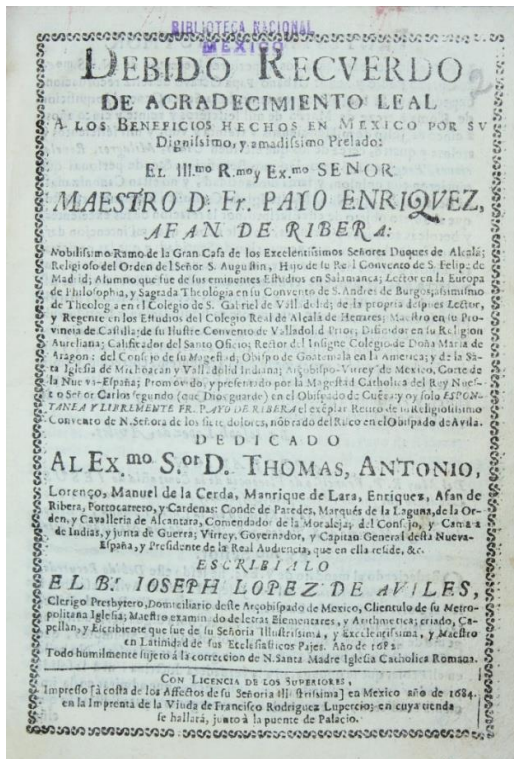 BIBLIOTECA NACIONAL
MEXICO
DEBIDO RECVERDO
DE AGRADECIMIENTO LEAL
A LOS BENEFICIOS HECHOS EN MEXICO POR SV
Dignissimo, y amadissimo Prelado:
EL Ill.mo R.mo y Ex.mo SEÑOR
MAESTRO D. Fr. PAYO ENRIQVEZ,
AFAN DE RIBERA:
Nobilissimo Ramo de la Gran Casa de los Excelentissimos Señores Duques de Alcalà;
Religioso del Orden del Señor S. Augustin, Hijo de su Real Convento de S. Felipe de
Madrid; Alumno que fue de sus eminentes Estudios en Salamanca; Lector en la Europa
de Philosophia, y Sagrada Theologia en su Convento de S. Andres de Burgos; assimismo
de Theologia en el Colegio de S. Gabriel de Valladolid; de la propria despues Lector,
y Regente en los Estudios del Colegio Real de Alcalà de Henares; Maestro en su Pro-
vincia de Castilla; de su Ilustre Convento de Valladolid Prior; Difinidor en su Religion
Aureliana; Calificador del Santo Oficio; Rector del Insigne Colegio de Doña Maria de
Aragon: del Consejo de su Magestad; Obispo de Goatemala en la America; y de la Sã-
ta Iglesia de Michoacan y Valladolid Indiana; Arçobispo-Virrey de Mexico, Corte de
la Nueva-España; Promovido, y presentado por la Magestad Catholica del Rey Nues-
tro Señor Carlos segundo (que Dios guarde) en el Obispado de Cuẽca; y oy solo ESPON-
TANEA Y LIBREMENTE FR. PAYO DE RIBERA el exẽplar Retiro de su Religiosissimo
Convento de N. Señora de los siete dolores, nõbrado del Risco en el Obispado de Avila.
DEDICADO
AL EX.mo S.or D. THOMAS, ANTONIO,
Lorenço, Manuel de la Cerda, Manrique de Lara, Enriquez, Afan de
Ribera, Portocarrero, y Cardenas: Conde de Paredes, Marquès de la Laguna, de la Or-
den, y Cavalleria de Alcantara, Comendador de la Moraleja; del Consejo, y Camara
de Indias, y junta de Guerra; Virrey, Governador, y Capitan General desta Nueva-
España, y Presidente de la Real Audiencia, que en ella reside, &c.
ESCRIBIALO
EL B.r IOSEPH LOPEZ DE AVILES,
Clerigo Presbytero, Domiciliario deste Arçobispado de Mexico, Clientulo de su Metro-
politana Iglesia; Maestro examinado de letras Elementares, y Arithmetica; criado, Ca-
pellan, y Escribiente que fue de su Señoria Illustrissima, y Excelentissima, y Maestro
en Latinidad de sus Ecclesiasticos Pajes. Año de
Todo humilmente sujeto à la correccion de N. Santa Madre Iglesia Catholica Romana.
CON LICENCIA DE LOS SUPERIORES,
Impresso [à costa de los Affectos de su Señoria Illustrissima] en Mexico año de 1684.
en la Imprenta de la Viuda de Francisco Rodriguez Lupercio; en cuya tienda
se hallarà, junto à la puente de Palacio.